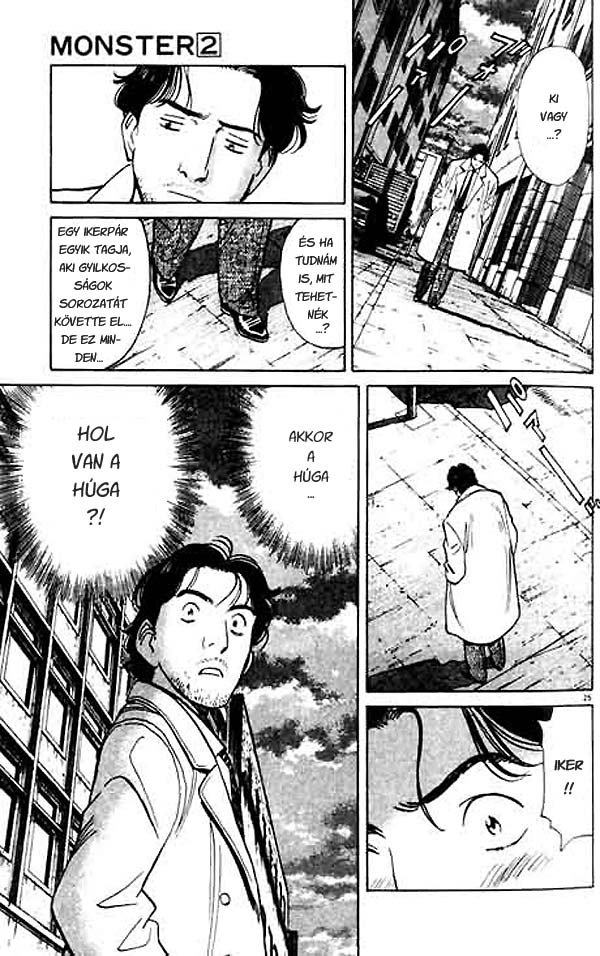 MONSTER 2
KI
VAGY
...?
ÉS HA
TUDNÁM
IS, MIT
TEHET-
NÉK
...?
EGY IKERPÁR
EGYIK TAGJA,
AKI GYILKOS-
SÁGOK
SOROZATÁT
KÖVETTE EL....
DE EZ MIN-
DEN...
25
IKER
!!
AKKOR
A
HÚGA
...
HOL
VAN A
HÚGA
?!